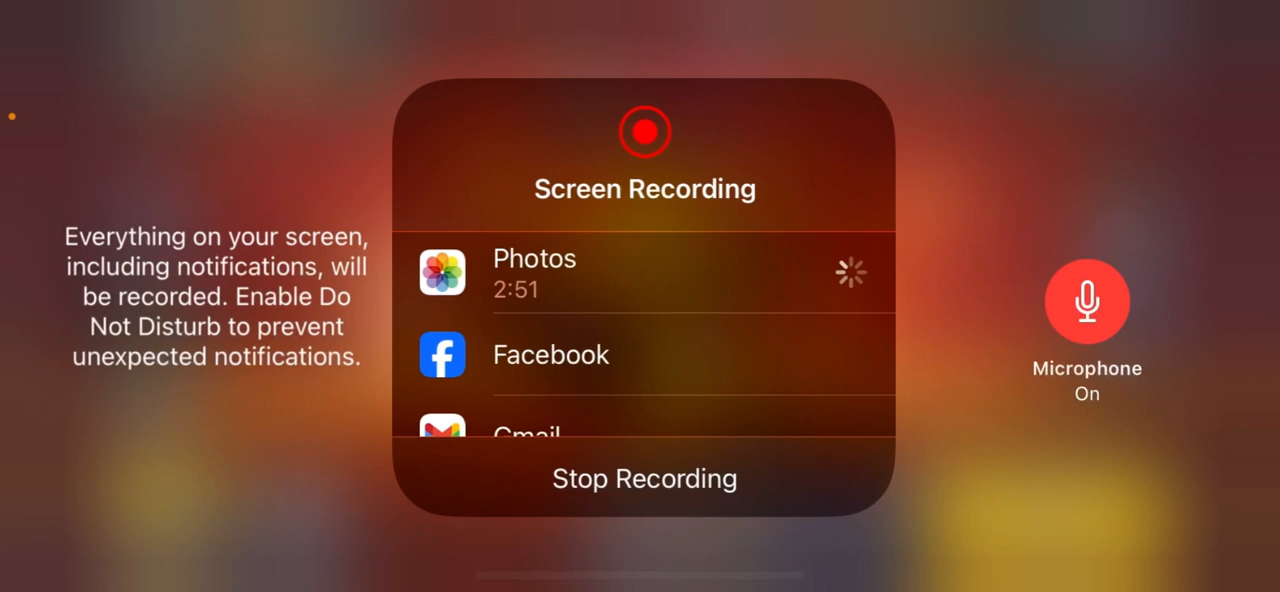 Screen Recording
Everything on your screen,
including notifications, will
be recorded. Enable Do
Not Disturb to prevent
unexpected notifications.
Photos
2:51
Facebook
Gmail
Stop Recording
Microphone
On